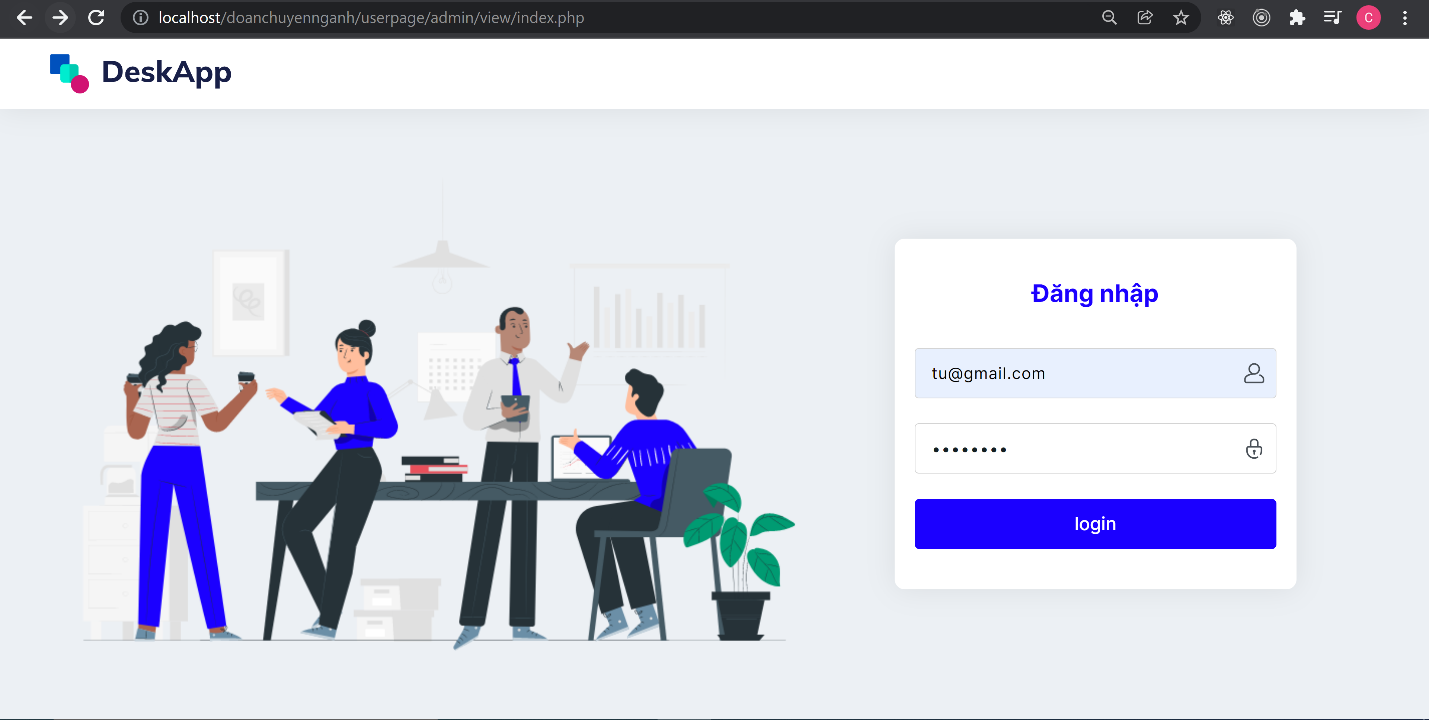 localhost/doanchuyennganh/userpage/admin/view/index.php
C
DeskApp
Đăng nhập
tu@gmail.com
••••••••
login